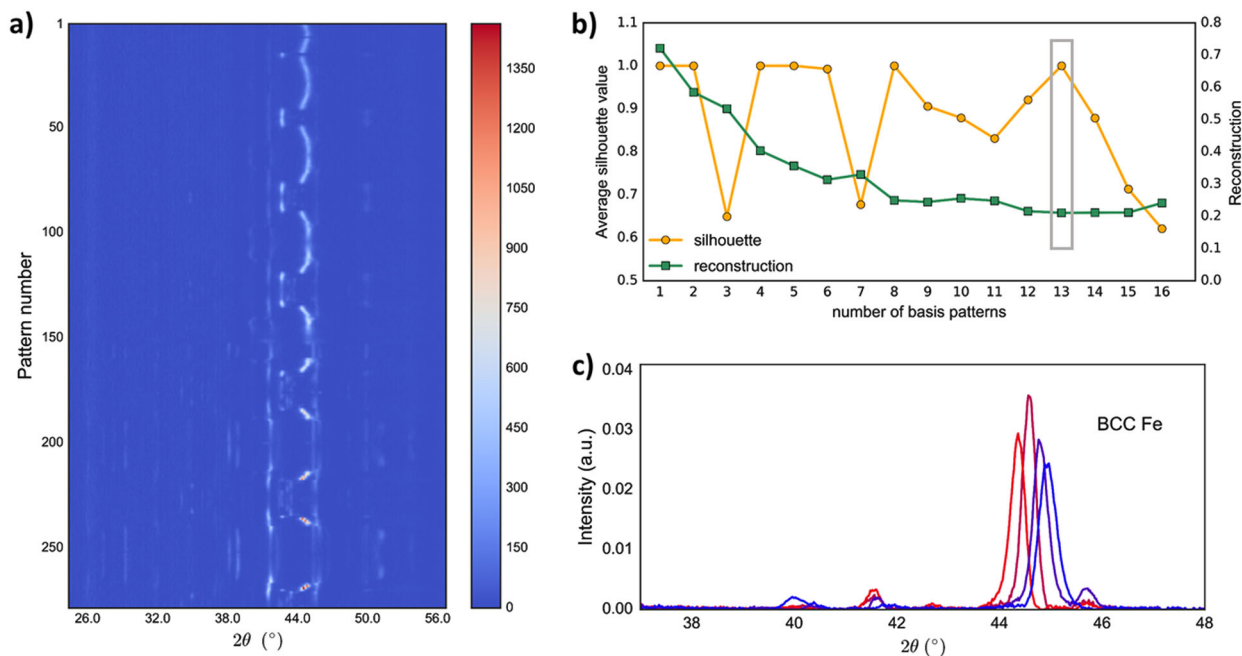 a)
Pattern number
1
50
100
150
200
250
26.0 32.0 38.0 44.0 50.0 56.0
2θ (°)
1350
1200
1050
900
750
600
450
300
150
0
b)
Average silhouette value
1.1
1.0
0.9
0.8
0.7
0.6
0.5
silhouette
reconstruction
1 2 3 4 5 6 7 8 9 10 11 12 13 14 15 16
number of basis patterns
0.8
0.7
0.6
0.5
0.4
0.3
0.2
0.1
0.0
Reconstruction
c)
Intensity (a.u.)
0.04
0.03
0.02
0.01
0.00
BCC Fe
38 40 42 44 46 48
2θ (°)